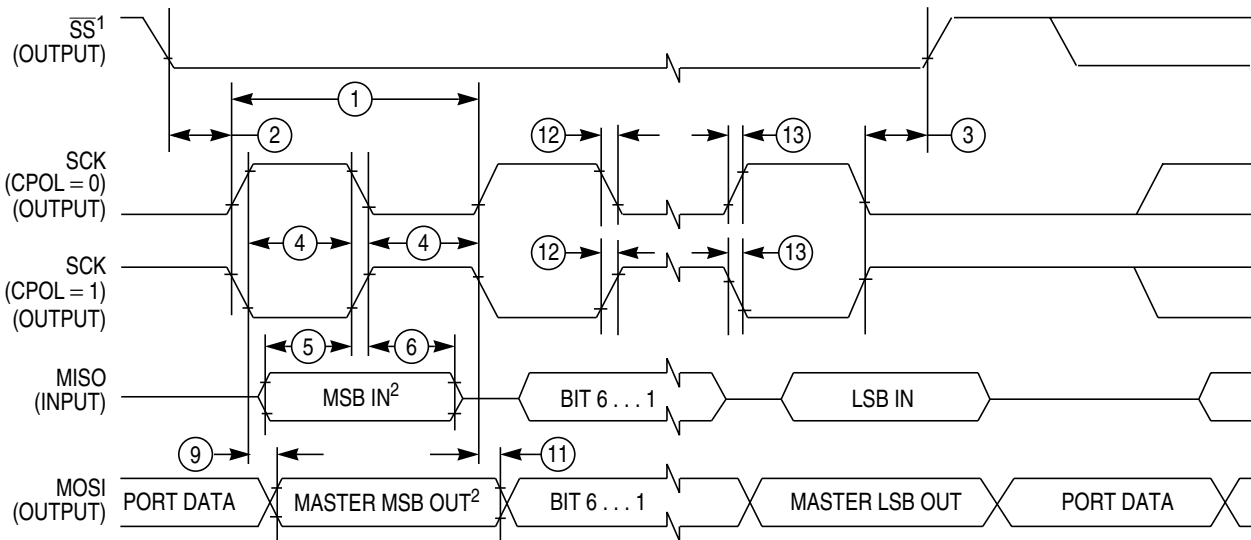 SS¹
(OUTPUT)
1
2
12
13
3
SCK
(CPOL = 0)
(OUTPUT)
4
4
SCK
(CPOL = 1)
(OUTPUT)
12
13
5
6
MISO
(INPUT)
MSB IN²
BIT 6 . . . 1
LSB IN
9
11
MOSI
(OUTPUT)
PORT DATA
MASTER MSB OUT²
BIT 6 . . . 1
MASTER LSB OUT
PORT DATA